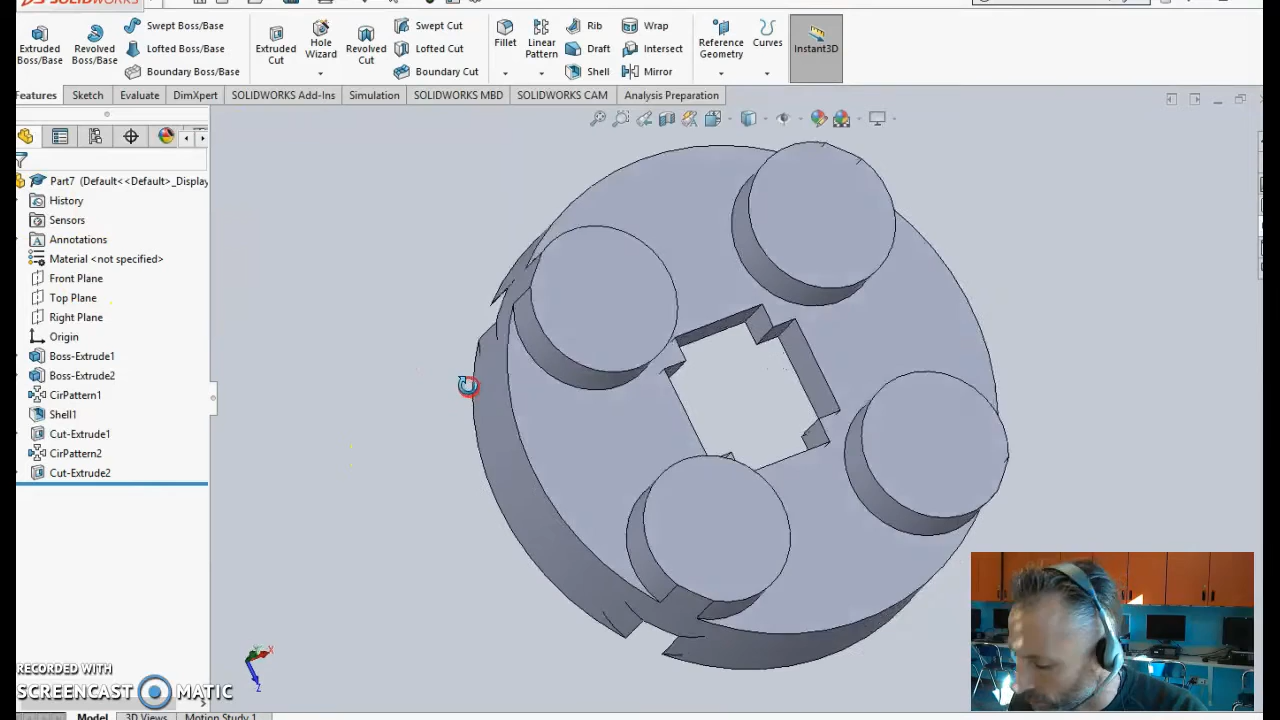 SOLIDWORKS
Extruded Boss/Base
Revolved Boss/Base
Swept Boss/Base
Lofted Boss/Base
Boundary Boss/Base
Extruded Cut
Hole Wizard
Revolved Cut
Swept Cut
Lofted Cut
Boundary Cut
Fillet
Linear Pattern
Rib
Draft
Shell
Wrap
Intersect
Mirror
Reference Geometry
Curves
Instant3D
Features
Sketch
Evaluate
DimXpert
SOLIDWORKS Add-Ins
Simulation
SOLIDWORKS MBD
SOLIDWORKS CAM
Analysis Preparation
Part7 (Default<<Default>_Display
History
Sensors
Annotations
Material <not specified>
Front Plane
Top Plane
Right Plane
Origin
Boss-Extrude1
Boss-Extrude2
CirPattern1
Shell1
Cut-Extrude1
CirPattern2
Cut-Extrude2
X
Z
RECORDED WITH
SCREENCAST MATIC
Model
3D Views
Motion Study 1